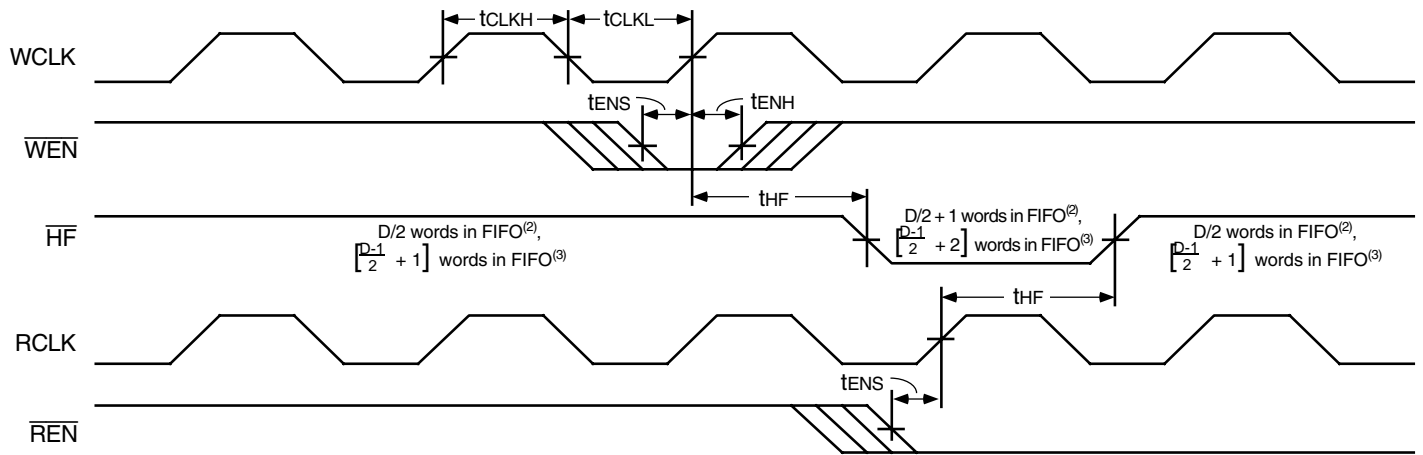 tCLKH tCLKL
WCLK
tENS tENH
WEN
tHF
HF
D/2 words in FIFO(2),
[D-1/2 + 1] words in FIFO(3)
D/2 + 1 words in FIFO(2),
[D-1/2 + 2] words in FIFO(3)
D/2 words in FIFO(2),
[D-1/2 + 1] words in FIFO(3)
tHF
RCLK
tENS
REN